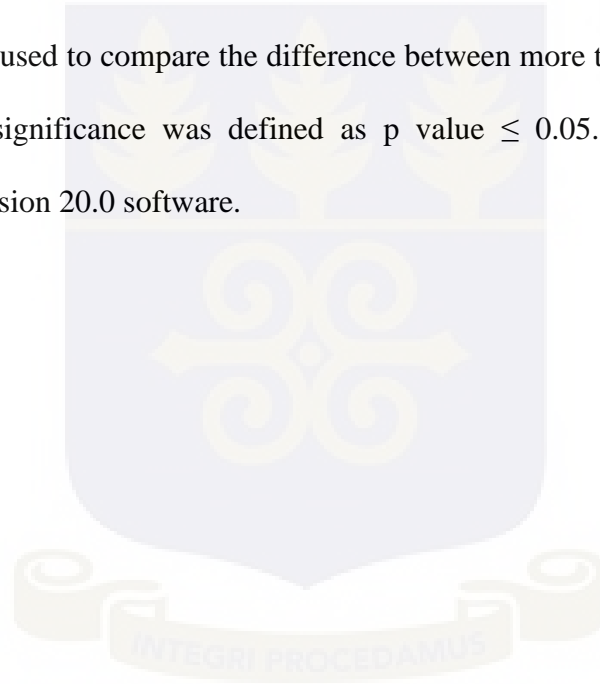 used to compare the difference between more t
significance was defined as p value ≤ 0.05.
sion 20.0 software.
INTEGRI PROCEDAMUS